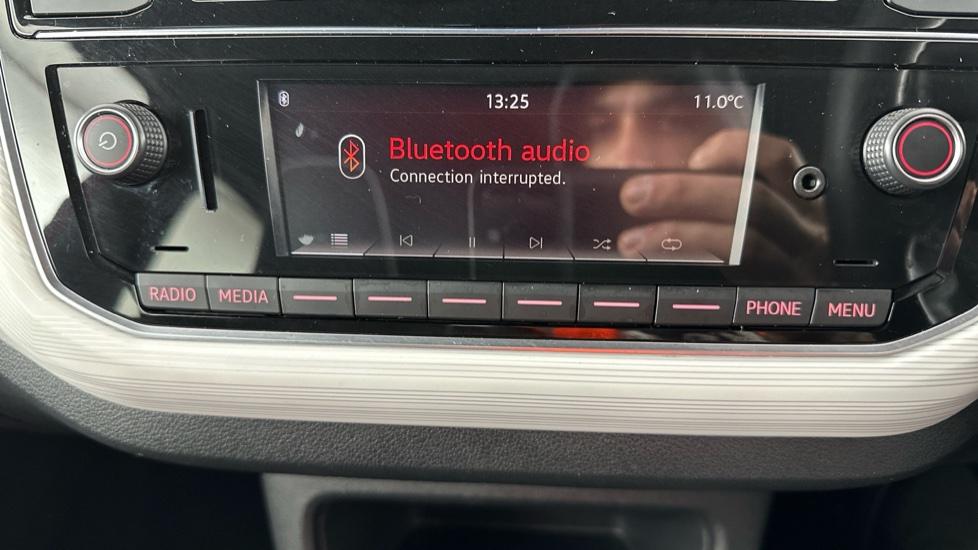 13:25 11.0°C
Bluetooth audio
Connection interrupted.
RADIO MEDIA PHONE MENU